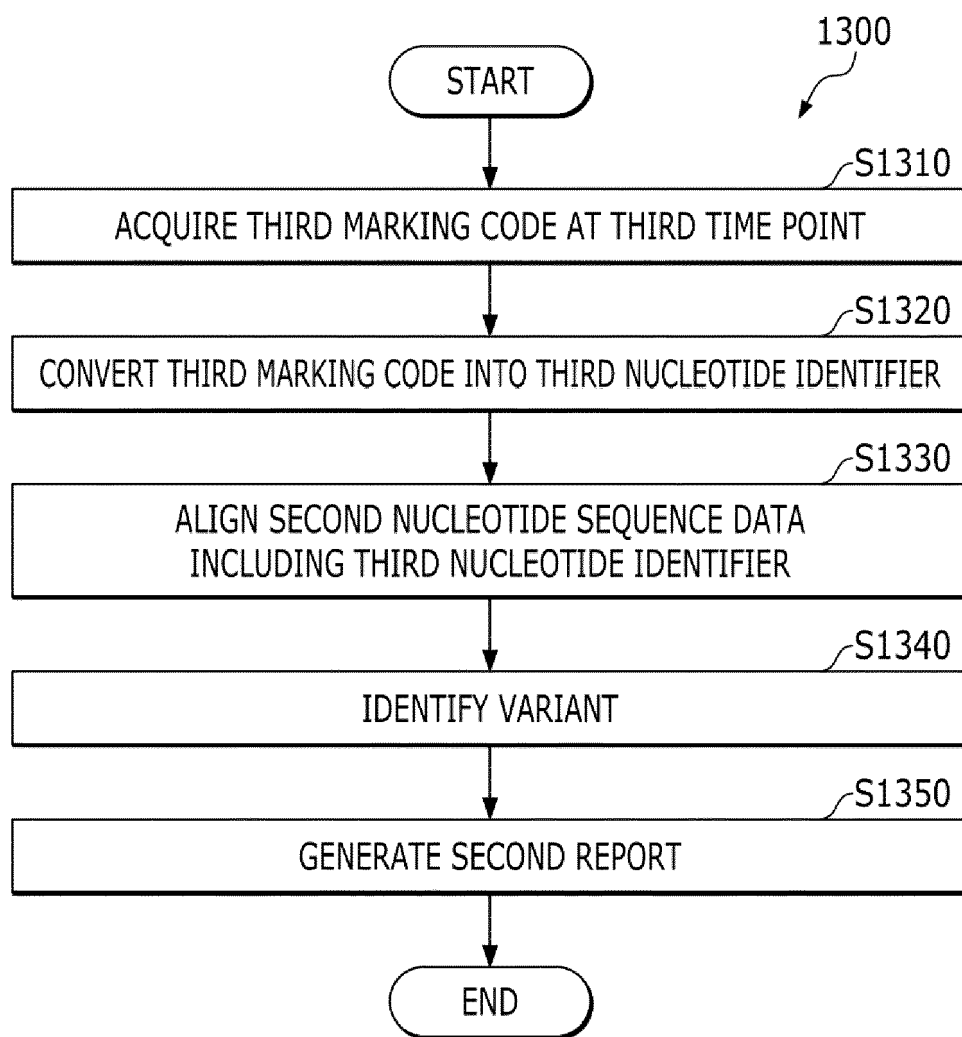 1300
START
S1310
ACQUIRE THIRD MARKING CODE AT THIRD TIME POINT
S1320
CONVERT THIRD MARKING CODE INTO THIRD NUCLEOTIDE IDENTIFIER
S1330
ALIGN SECOND NUCLEOTIDE SEQUENCE DATA
INCLUDING THIRD NUCLEOTIDE IDENTIFIER
S1340
IDENTIFY VARIANT
S1350
GENERATE SECOND REPORT
END